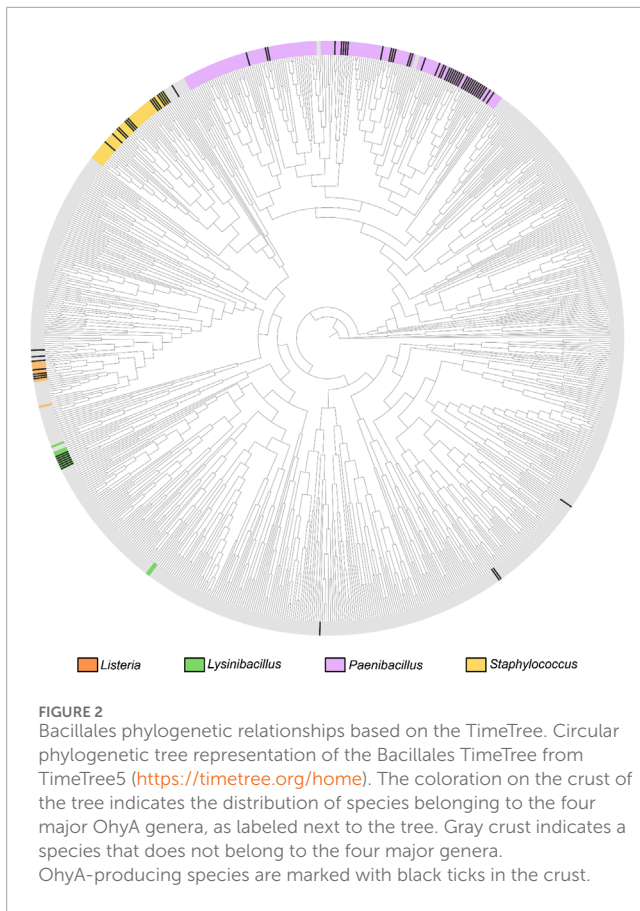 Listeria Lysinibacillus Paenibacillus Staphylococcus
FIGURE 2
Bacillales phylogenetic relationships based on the TimeTree. Circular
phylogenetic tree representation of the Bacillales TimeTree from
TimeTree5 (https://timetree.org/home). The coloration on the crust of
the tree indicates the distribution of species belonging to the four
major OhyA genera, as labeled next to the tree. Gray crust indicates a
species that does not belong to the four major genera.
OhyA-producing species are marked with black ticks in the crust.